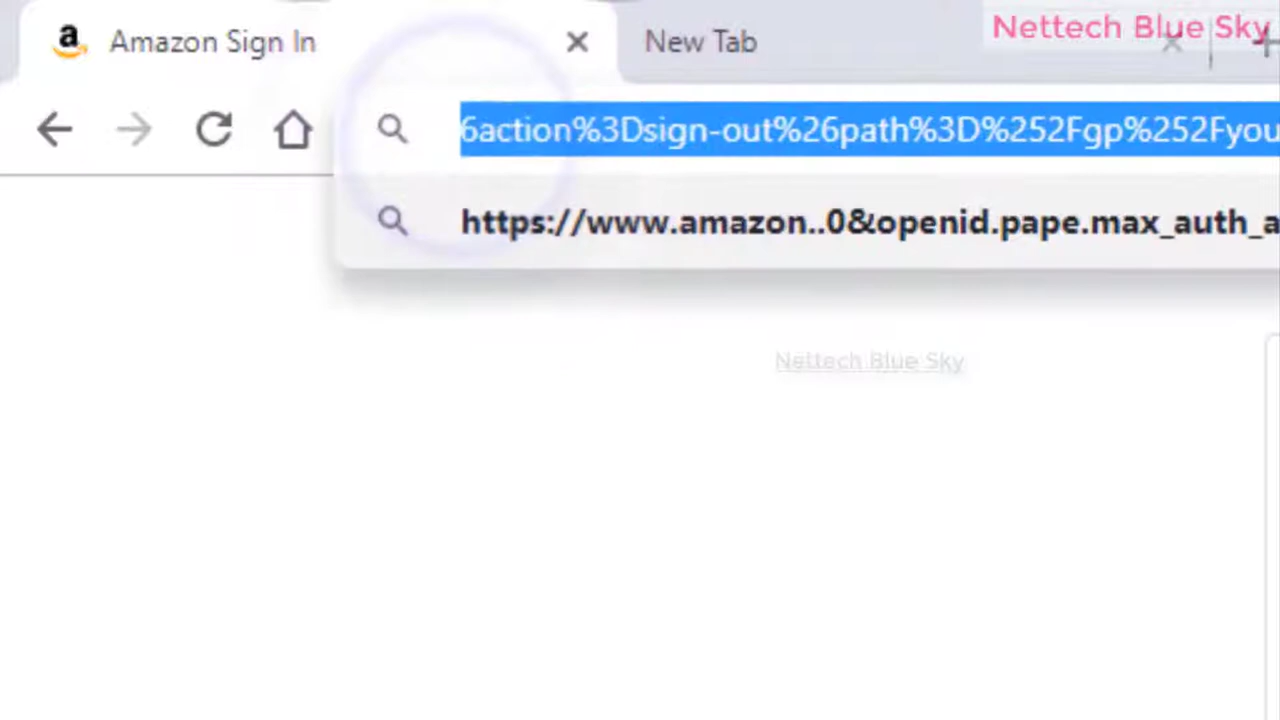 Nettech Blue Sky
a Amazon Sign In New Tab
6action%3Dsign-out%26path%3D%252Fgp%252Fyou
https://www.amazon..0&openid.pape.max_auth_a
Nettech Blue Sky